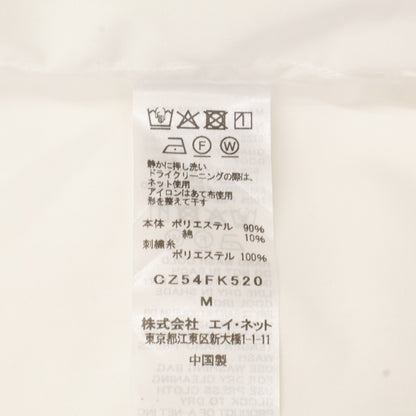 静かに押し洗い
ドライクリーニングの際は、
ネット使用
アイロンはあて布使用
形を整えて干す
本体 ポリエステル 90%
綿 10%
刺繍糸
ポリエステル 100%
CZ54FK520
M
株式会社 エイ・ネット
東京都江東区新大橋1-1-11
中国製